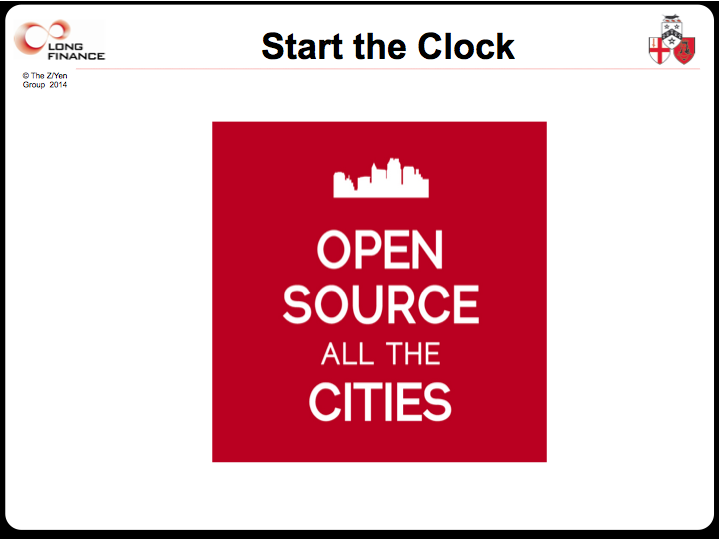 LONG
FINANCE
Start the Clock
© The Z/Yen
Group 2014
OPEN
SOURCE
ALL THE
CITIES